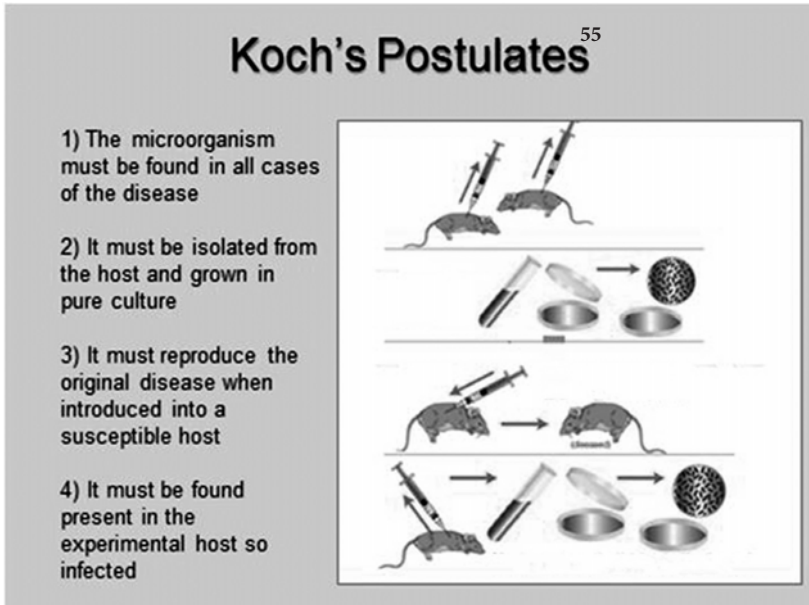 Koch's Postulates55
1) The microorganism
must be found in all cases
of the disease
2) It must be isolated from
the host and grown in
pure culture
3) It must reproduce the
original disease when
introduced into a
susceptible host
(diseased)
4) It must be found
present in the
experimental host so
infected